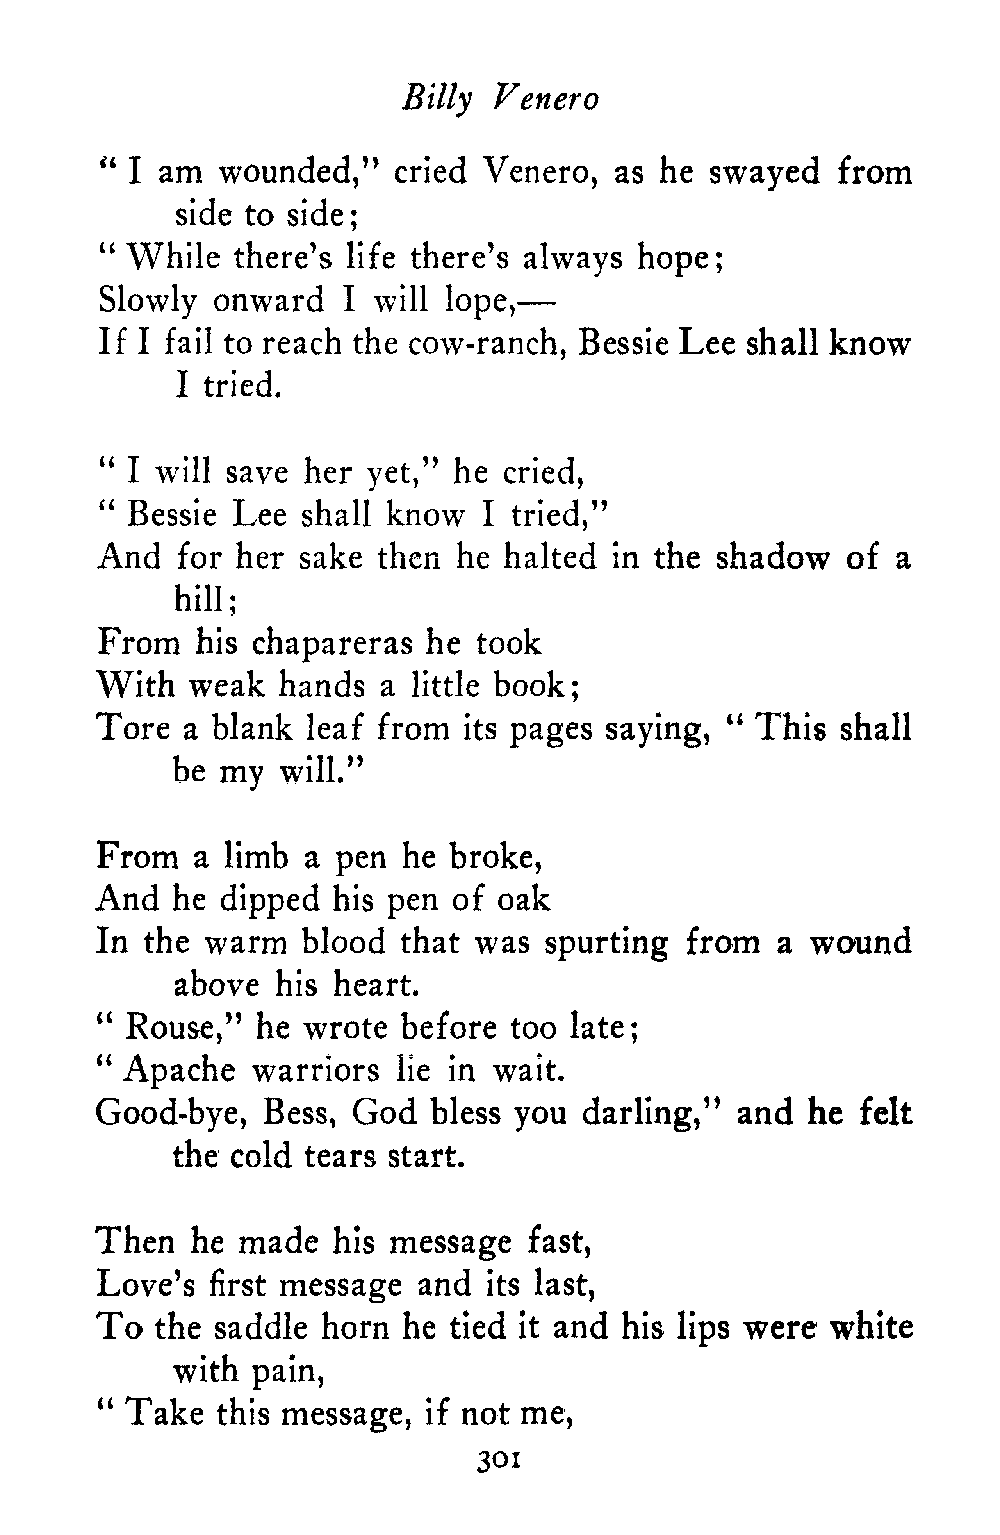 Billy Venero
“ I am wounded,” cried Venero, as he swayed from
side to side;
“ While there’s life there’s always hope;
Slowly onward I will lope,—
If I fail to reach the cow-ranch, Bessie Lee shall know
I tried.
“ I will save her yet,” he cried,
“ Bessie Lee shall know I tried,”
And for her sake then he halted in the shadow of a
hill;
From his chapareras he took
With weak hands a little book;
Tore a blank leaf from its pages saying, “ This shall
be my will.”
From a limb a pen he broke,
And he dipped his pen of oak
In the warm blood that was spurting from a wound
above his heart.
“ Rouse,” he wrote before too late;
“ Apache warriors lie in wait.
Good-bye, Bess, God bless you darling,” and he felt
the cold tears start.
Then he made his message fast,
Love’s first message and its last,
To the saddle horn he tied it and his lips were white
with pain,
“ Take this message, if not me,
301